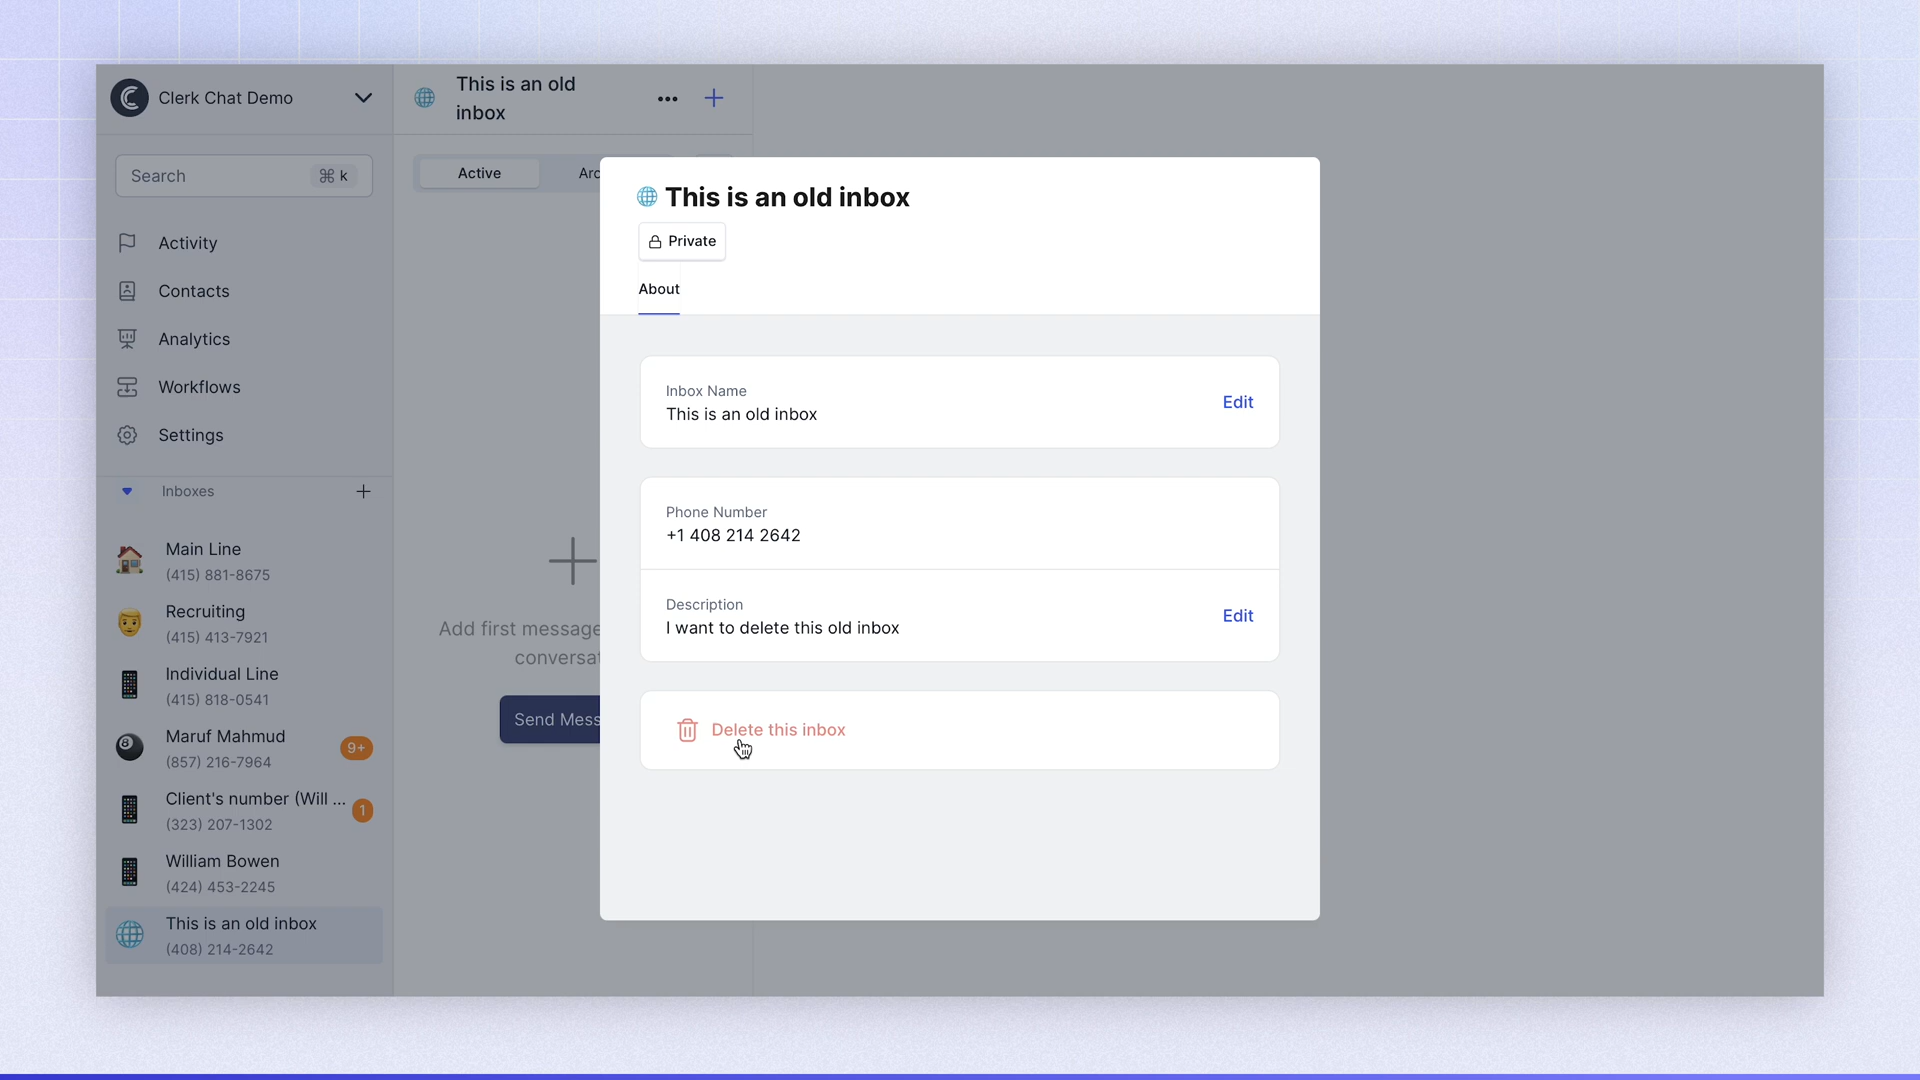 Clerk Chat Demo
Search
⌘ k
Activity
Contacts
Analytics
Workflows
Settings
Inboxes
Main Line
(415) 881-8675
Recruiting
(415) 413-7921
Individual Line
(415) 818-0541
Maruf Mahmud
(857) 216-7964
9+
Client's number (Will ...
(323) 207-1302
1
William Bowen
(424) 453-2245
This is an old inbox
(408) 214-2642
This is an old
inbox
Active
Arc
Add first message
conversat
Send Mess
This is an old inbox
Private
About
Inbox Name
This is an old inbox
Edit
Phone Number
+1 408 214 2642
Description
I want to delete this old inbox
Edit
Delete this inbox